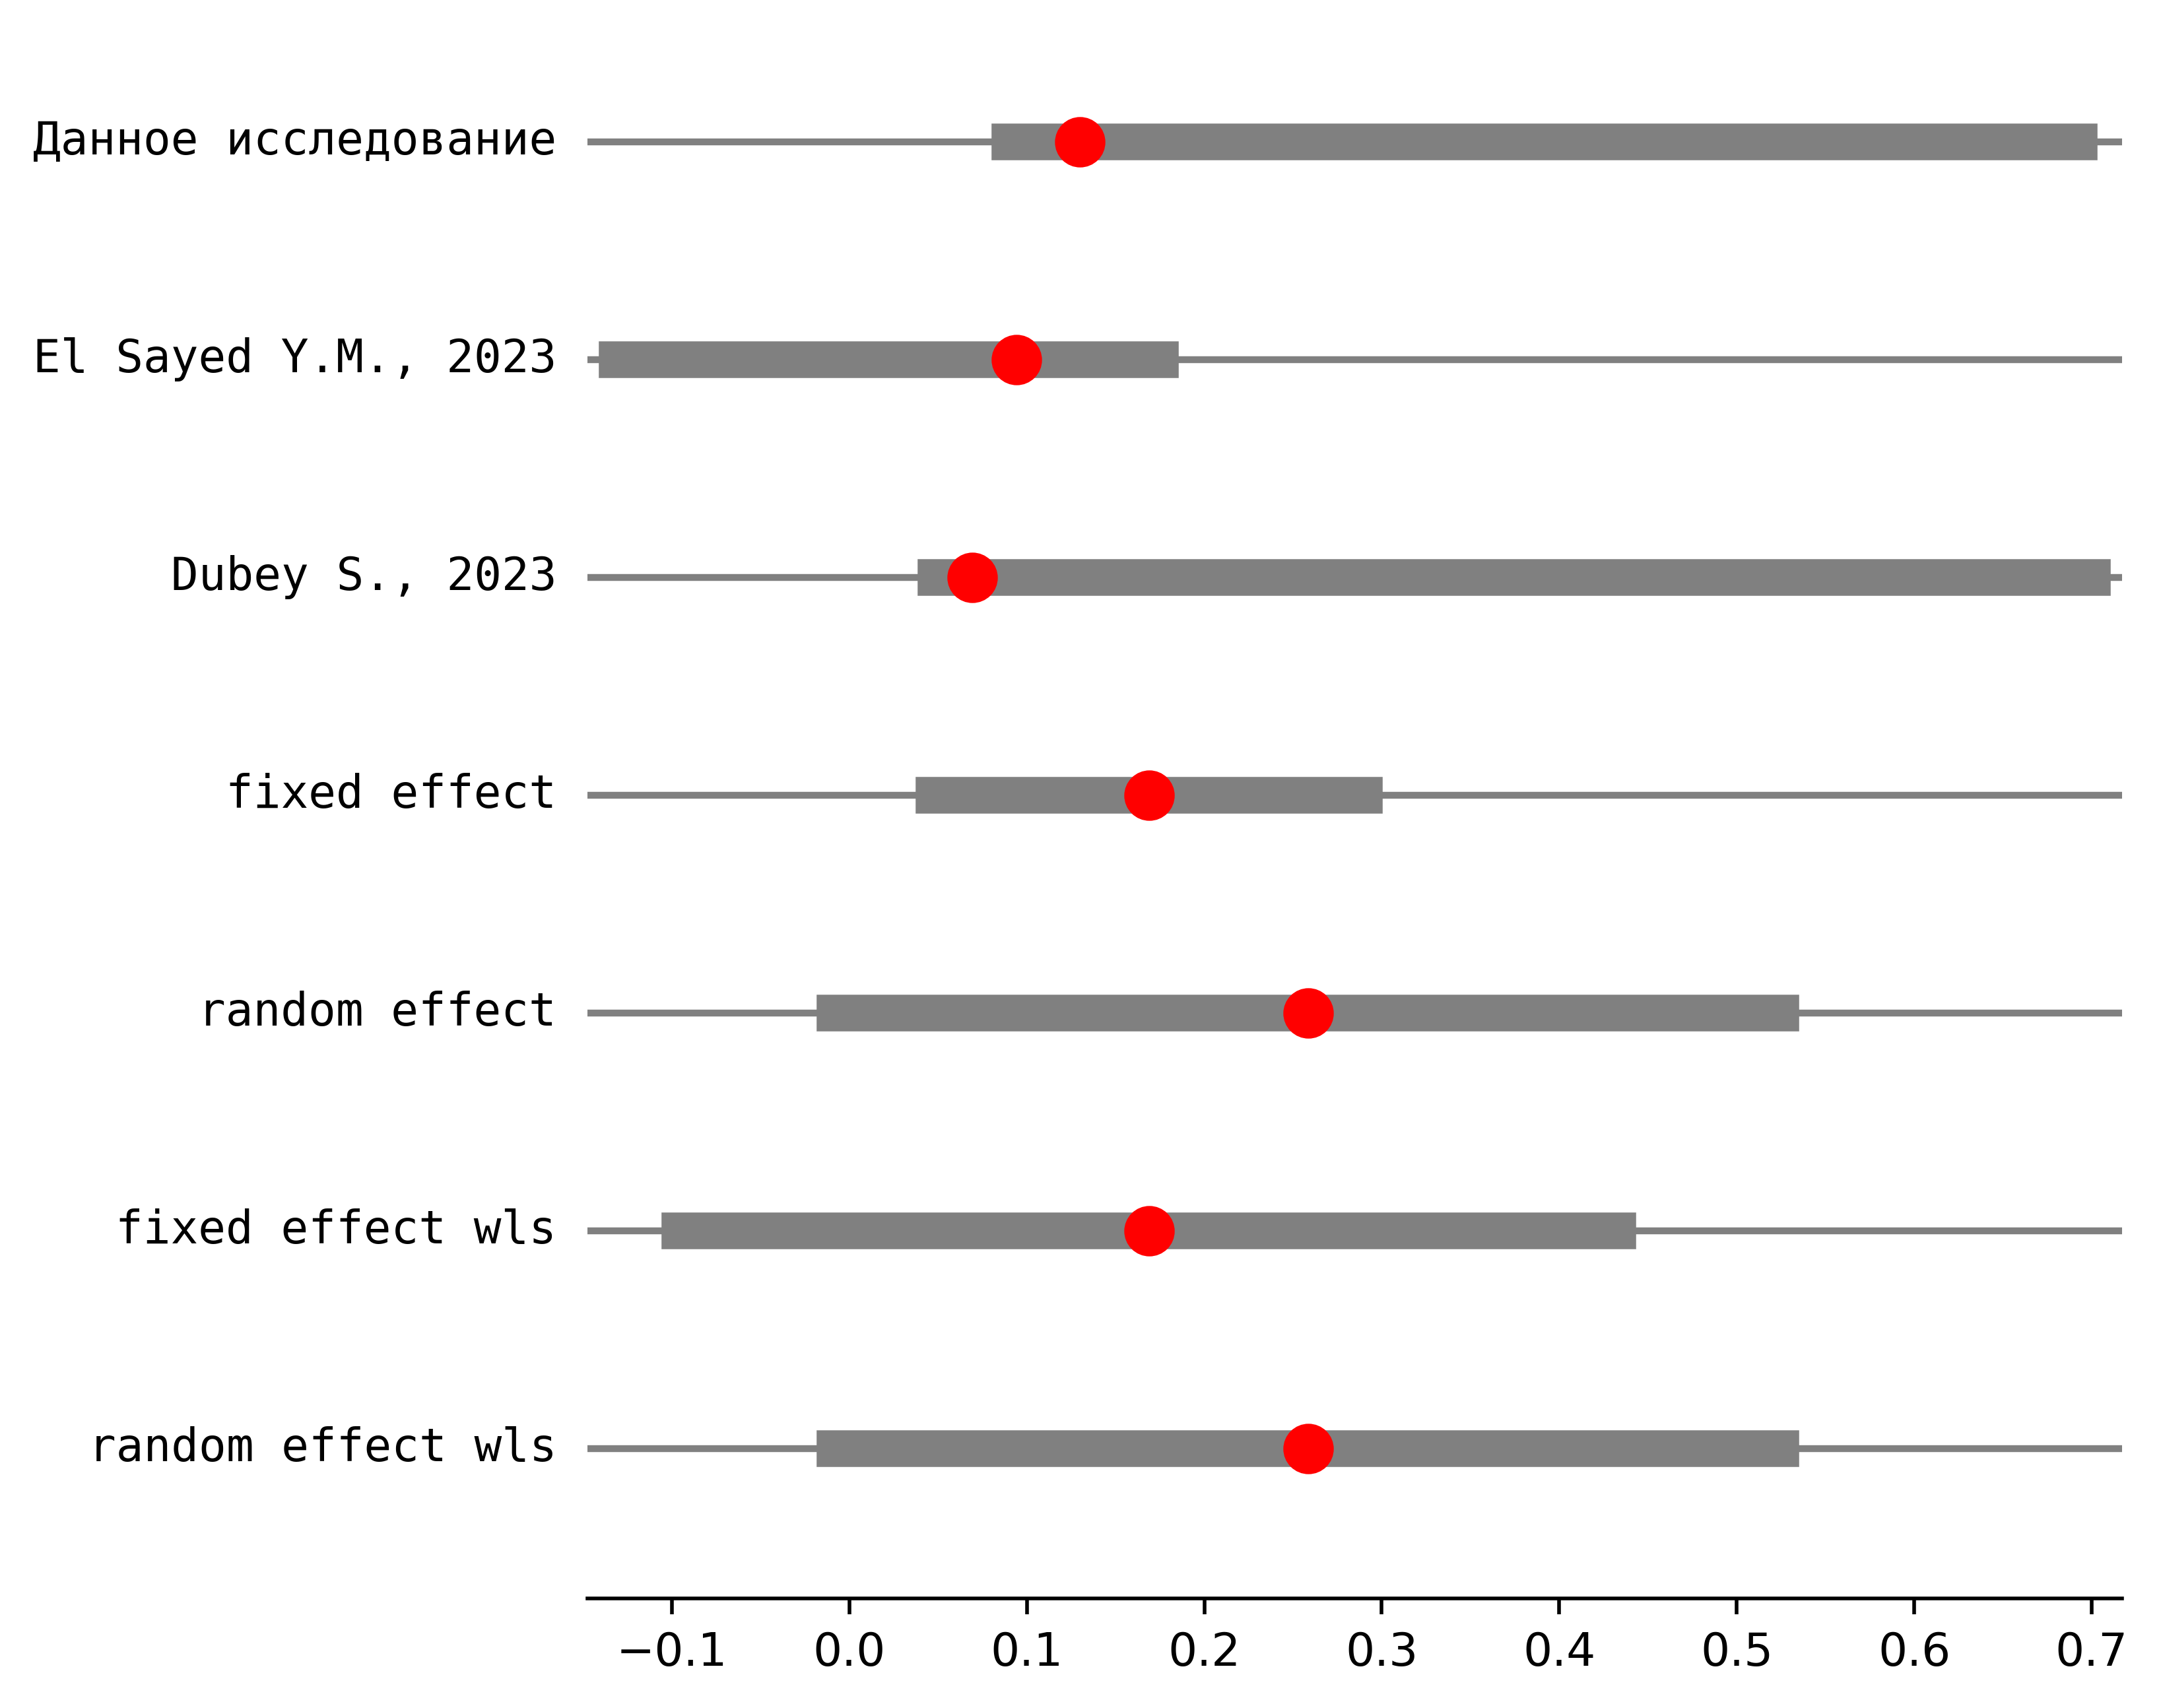 Данное исследование
El Sayed Y.M., 2023
Dubey S., 2023
fixed effect
random effect
fixed effect wls
random effect wls
−0.1 0.0 0.1 0.2 0.3 0.4 0.5 0.6 0.7